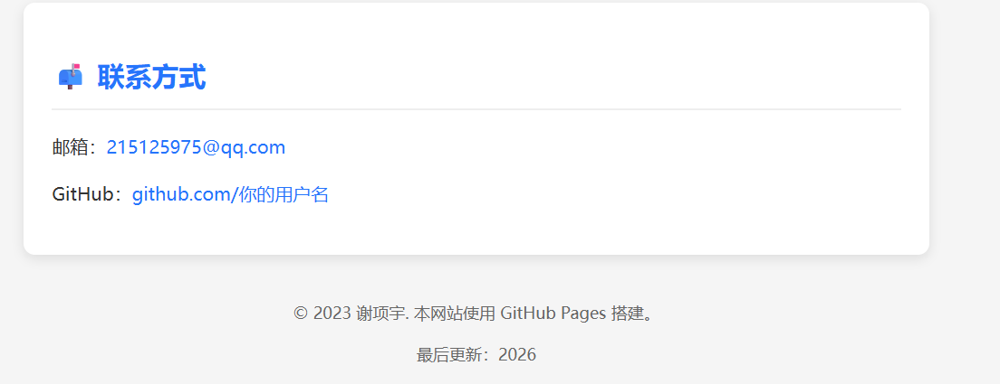 联系方式
邮箱：215125975@qq.com
GitHub：github.com/你的用户名
© 2023 谢项宇. 本网站使用 GitHub Pages 搭建。
最后更新：2026